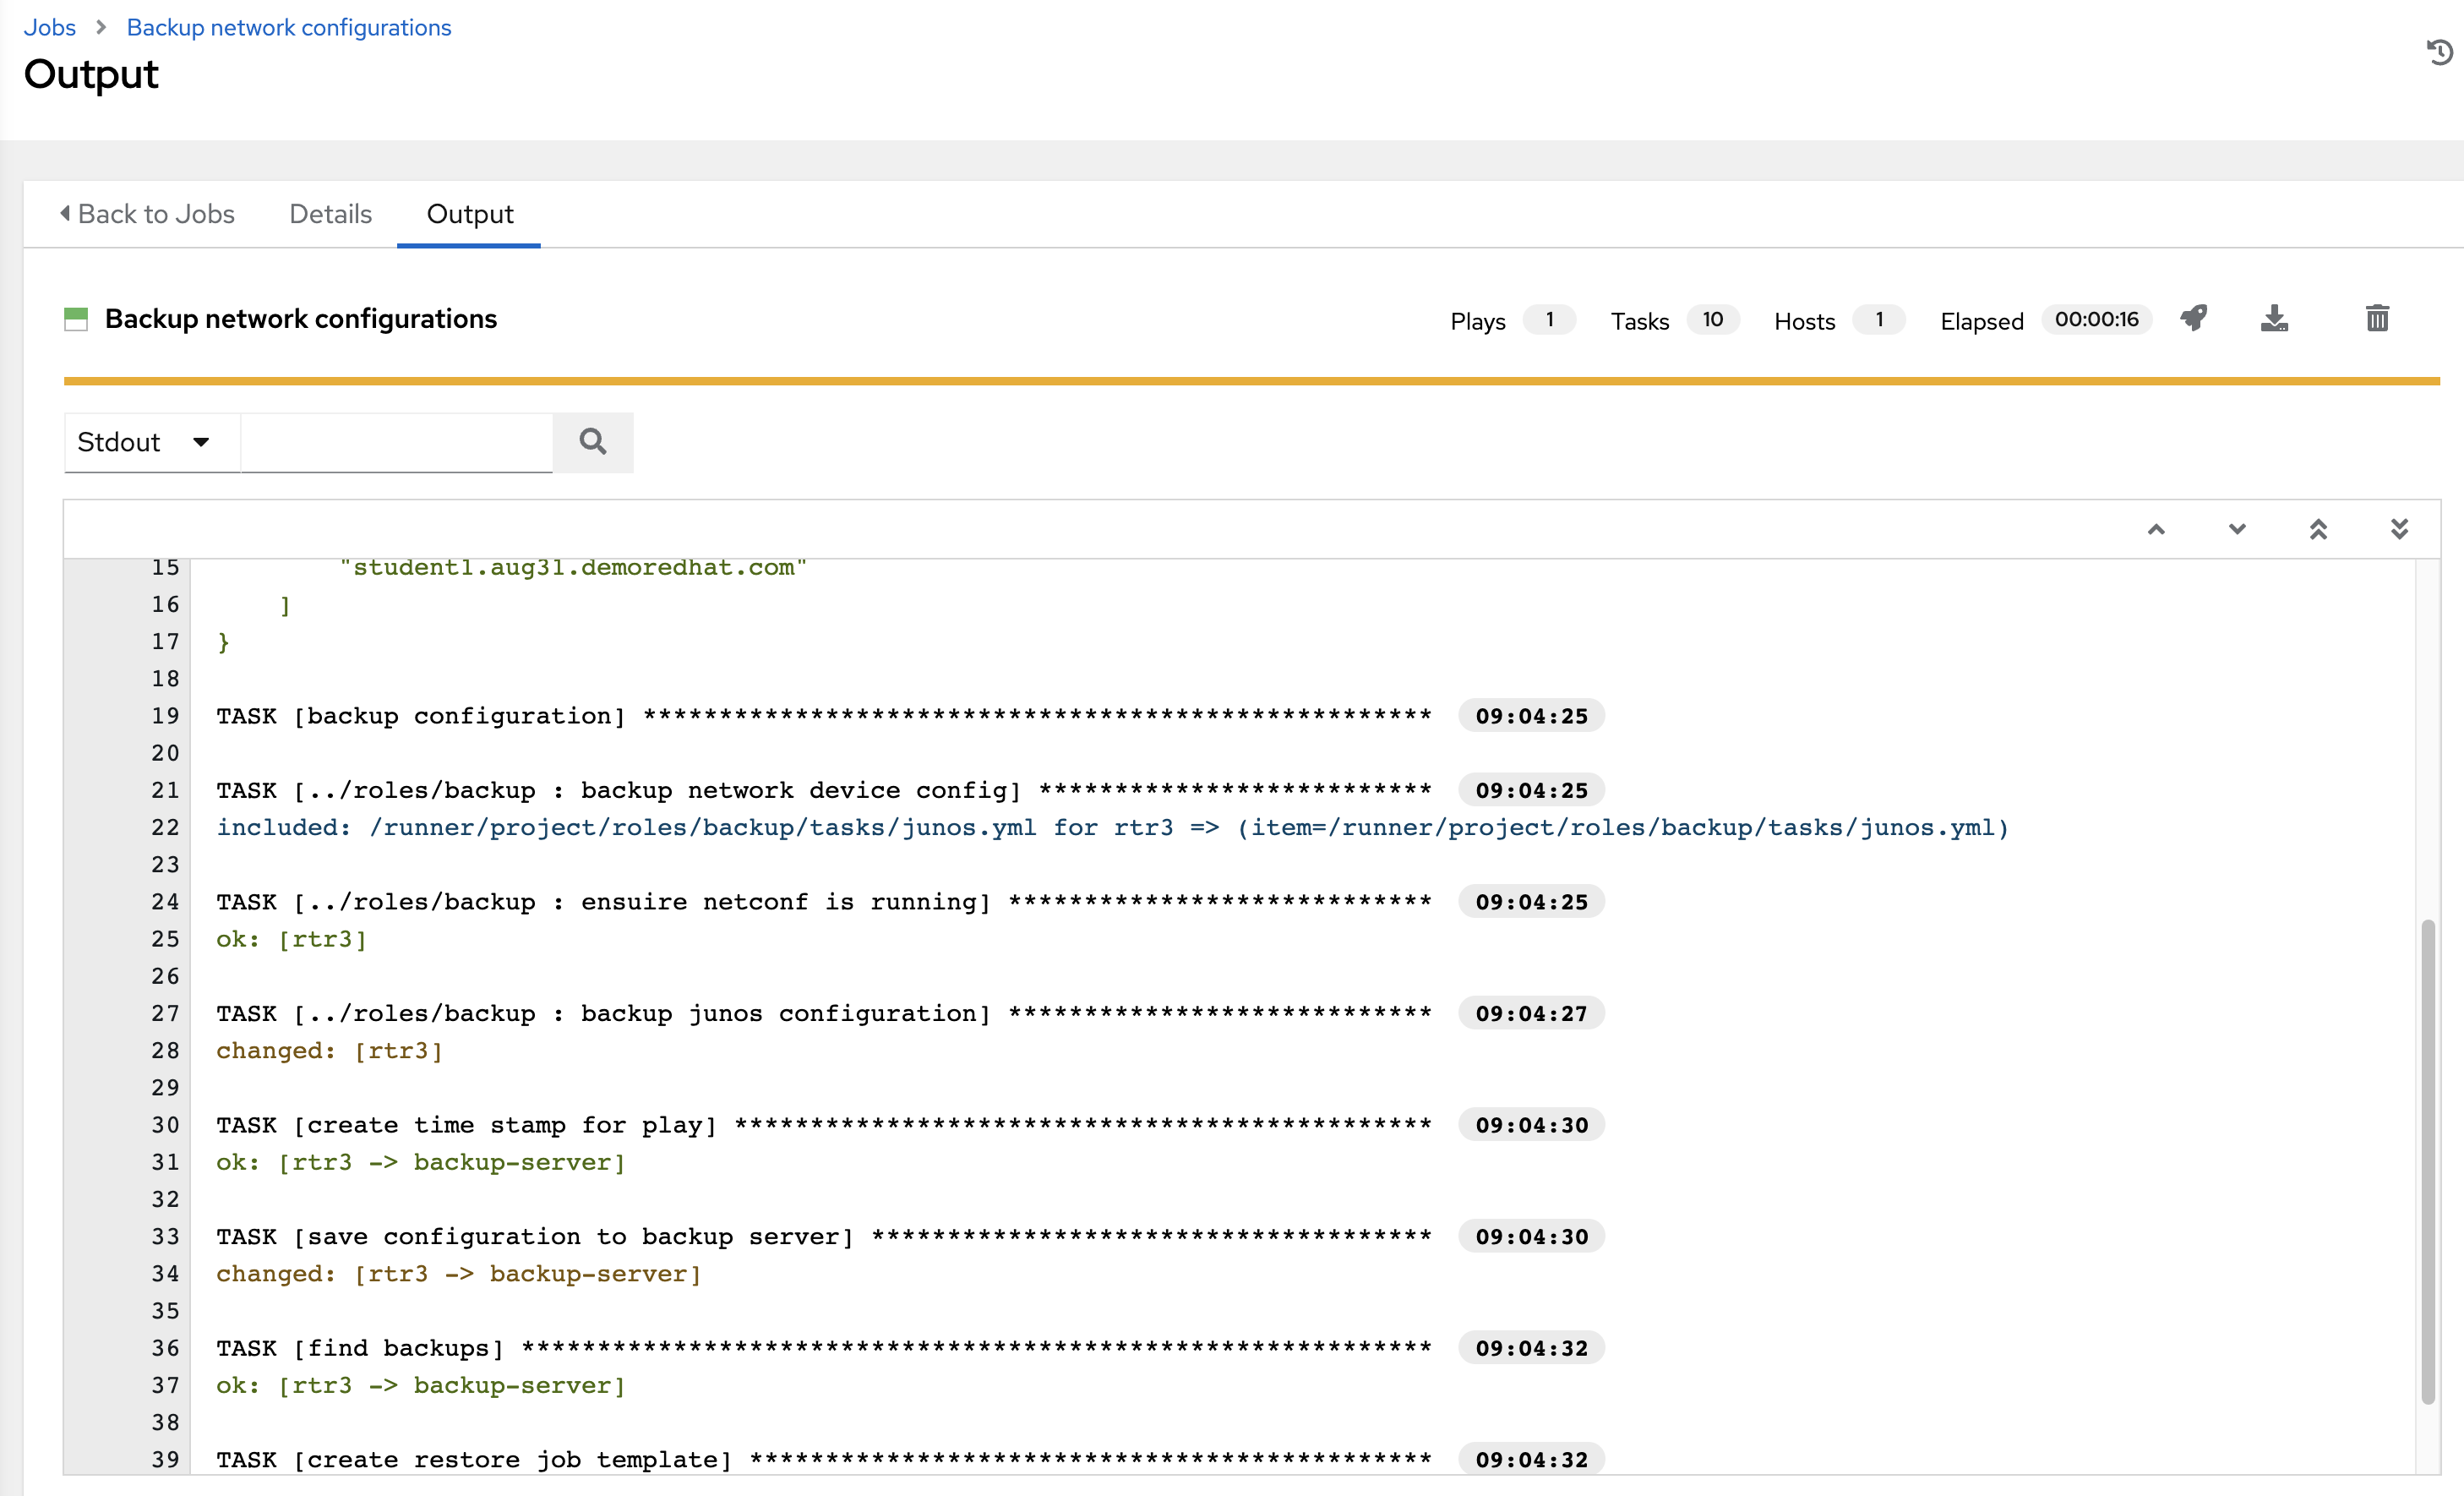 Jobs > Backup network configurations
Output
Back to Jobs Details Output
Backup network configurations Plays 1 Tasks 10 Hosts 1 Elapsed 00:00:16
Stdout
15 "student1.aug31.demoredhat.com"
16 ]
17 }
18
19 TASK [backup configuration] **************************************************** 09:04:25
20
21 TASK [../roles/backup : backup network device config] ************************** 09:04:25
22 included: /runner/project/roles/backup/tasks/junos.yml for rtr3 => (item=/runner/project/roles/backup/tasks/junos.yml)
23
24 TASK [../roles/backup : ensuire netconf is running] **************************** 09:04:25
25 ok: [rtr3]
26
27 TASK [../roles/backup : backup junos configuration] **************************** 09:04:27
28 changed: [rtr3]
29
30 TASK [create time stamp for play] ********************************************** 09:04:30
31 ok: [rtr3 -> backup-server]
32
33 TASK [save configuration to backup server] ************************************* 09:04:30
34 changed: [rtr3 -> backup-server]
35
36 TASK [find backups] ************************************************************ 09:04:32
37 ok: [rtr3 -> backup-server]
38
39 TASK [create restore job template] ********************************************* 09:04:32